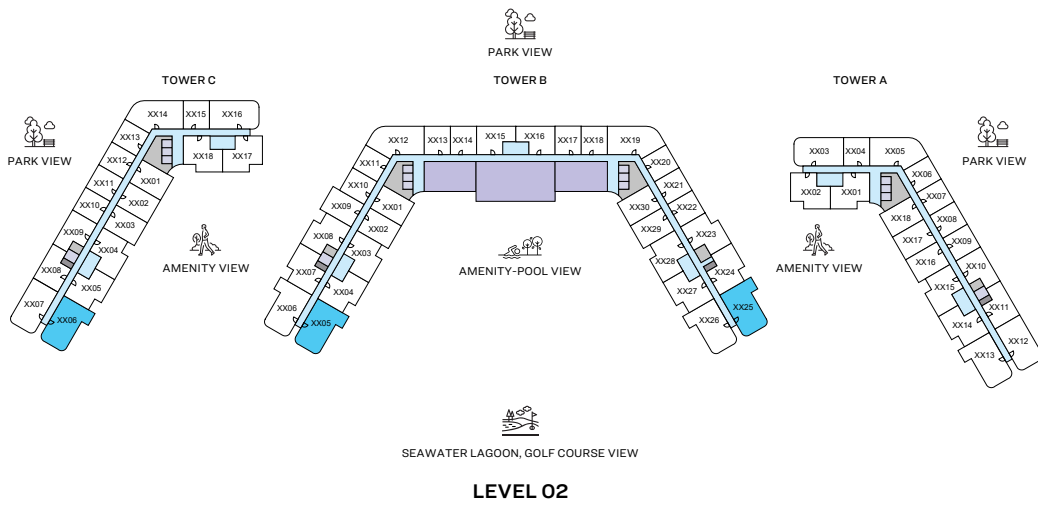 PARK VIEW
TOWER C
TOWER B
TOWER A
PARK VIEW
PARK VIEW
XX14
XX15
XX16
XX13
XX12
XX11
XX10
XX09
XX08
XX07
XX06
XX05
XX04
XX03
XX02
XX01
XX18
XX17
AMENITY VIEW
XX12
XX13
XX14
XX15
XX16
XX17
XX18
XX19
XX11
XX10
XX09
XX08
XX07
XX06
XX05
XX04
XX03
XX02
XX01
XX20
XX21
XX22
XX23
XX24
XX25
XX26
XX27
XX28
XX29
XX30
AMENITY-POOL VIEW
XX03
XX04
XX05
XX02
XX01
XX06
XX07
XX08
XX09
XX10
XX11
XX12
XX13
XX14
XX15
XX16
XX17
XX18
AMENITY VIEW
SEAWATER LAGOON, GOLF COURSE VIEW
LEVEL 02